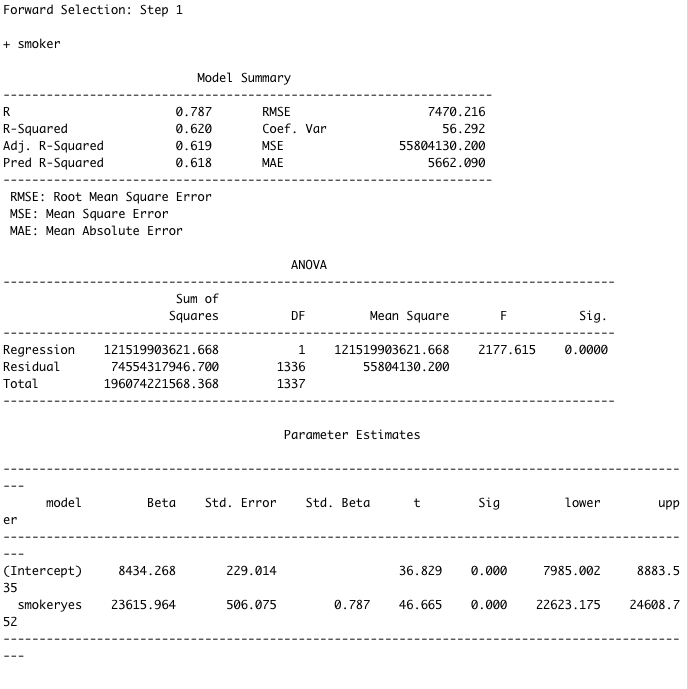 Forward Selection: Step 1
+ smoker
Model Summary
-----------------------------------------------------------------
R                       0.787       RMSE                 7470.216
R-Squared               0.620       Coef. Var              56.292
Adj. R-Squared          0.619       MSE              55804130.200
Pred R-Squared          0.618       MAE                  5662.090
-----------------------------------------------------------------
RMSE: Root Mean Square Error
MSE: Mean Square Error
MAE: Mean Absolute Error
ANOVA
---------------------------------------------------------------------------------
Sum of
Squares          DF         Mean Square       F         Sig.
---------------------------------------------------------------------------------
Regression    121519903621.668           1    121519903621.668    2177.615    0.0000
Residual       74554317946.700        1336        55804130.200
Total         196074221568.368        1337
---------------------------------------------------------------------------------
Parameter Estimates
------------------------------------------------------------------------------------------
---
model         Beta    Std. Error    Std. Beta      t        Sig         lower        upp
er
------------------------------------------------------------------------------------------
---
(Intercept)     8434.268       229.014                 36.829    0.000      7985.002     8883.5
35
smokeryes    23615.964       506.075        0.787    46.665    0.000     22623.175    24608.7
52
------------------------------------------------------------------------------------------
---